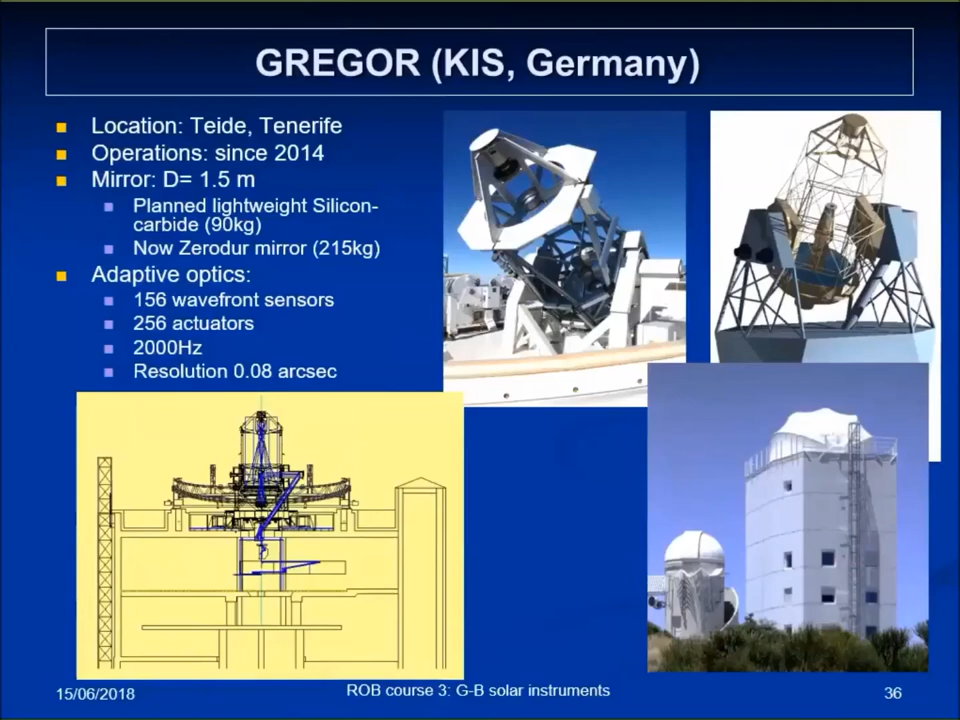 GREGOR (KIS, Germany)
Location: Teide, Tenerife
Operations: since 2014
Mirror: D= 1.5 m
Planned lightweight Silicon-
carbide (90kg)
Now Zerodur mirror (215kg)
Adaptive optics:
156 wavefront sensors
256 actuators
2000Hz
Resolution 0.08 arcsec
15/06/2018
ROB course 3: G-B solar instruments
36